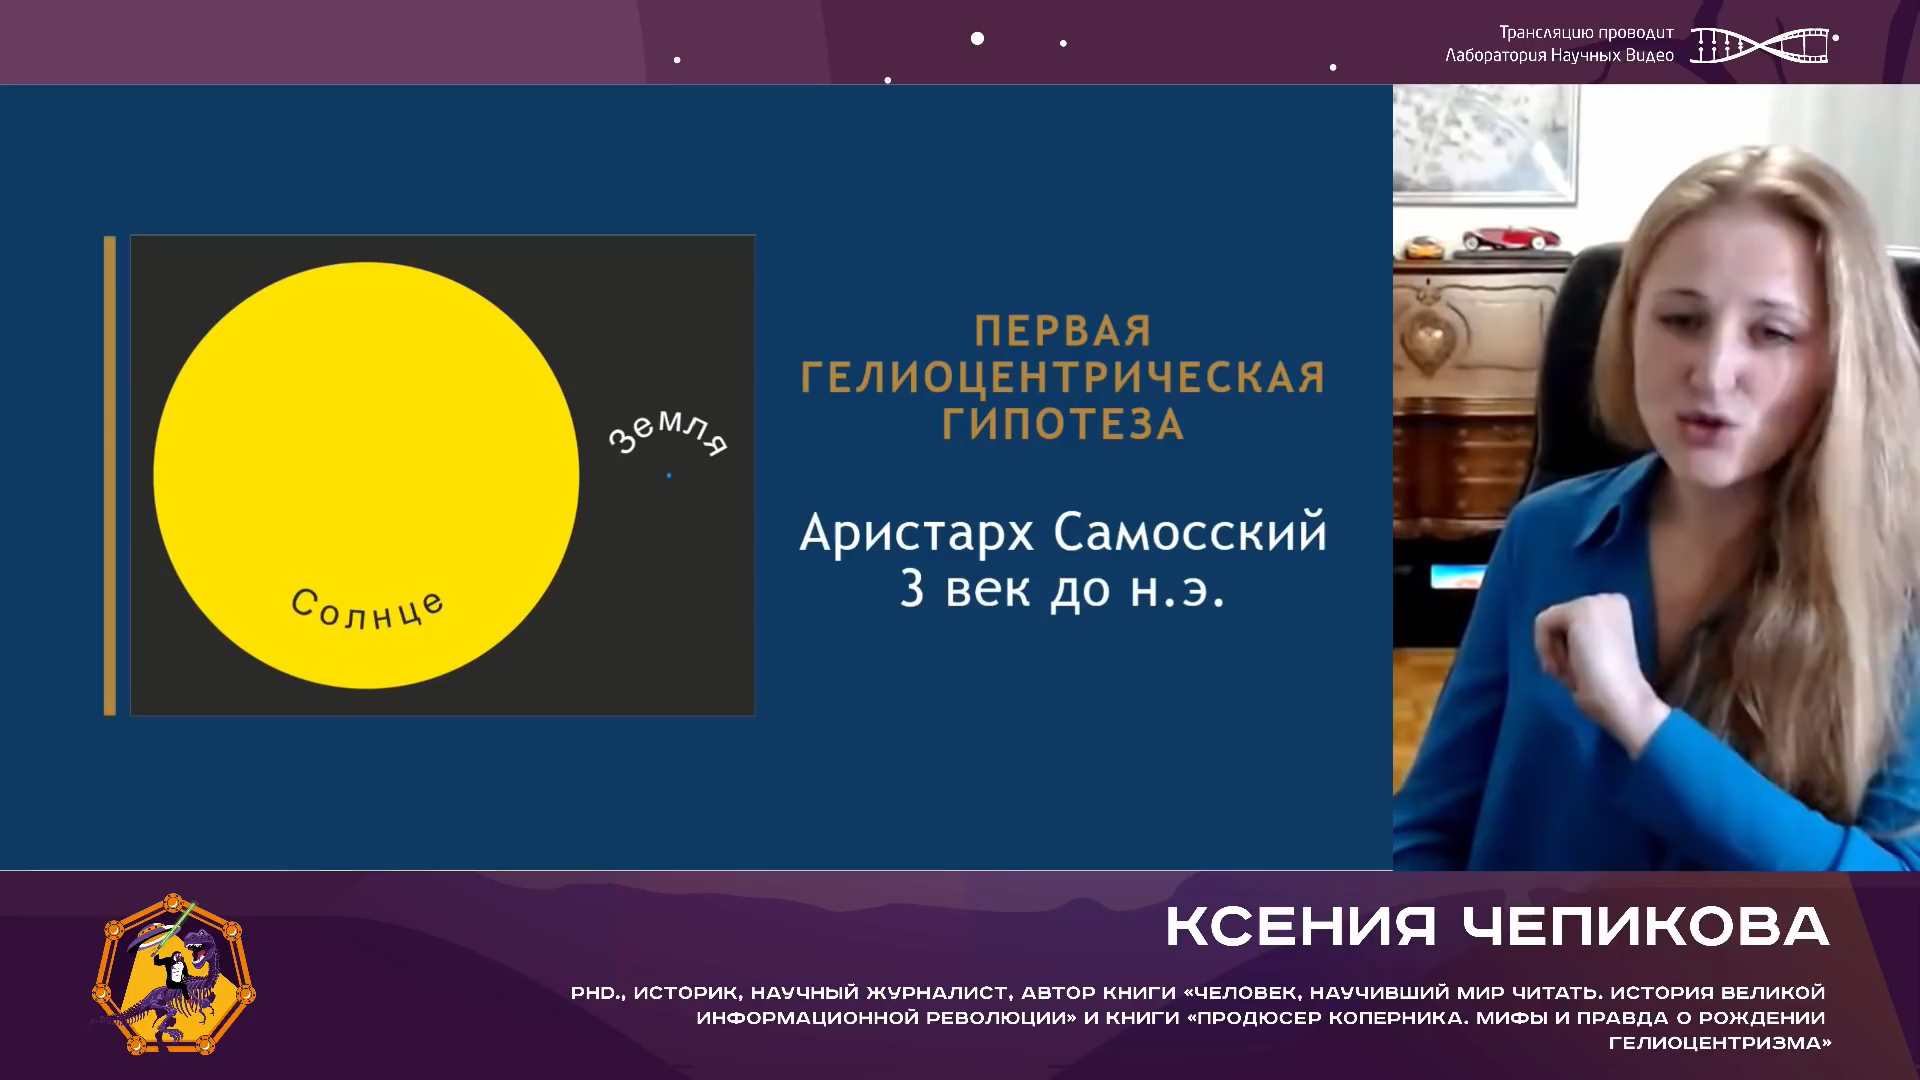 Трансляцию проводит
Лаборатория Научных Видео
ПЕРВАЯ
ГЕЛИОЦЕНТРИЧЕСКАЯ
ГИПОТЕЗА
Земля
Солнце
Аристарх Самосский
3 век до н.э.
КСЕНИЯ ЧЕПИКОВА
PHD., ИСТОРИК, НАУЧНЫЙ ЖУРНАЛИСТ, АВТОР КНИГИ «ЧЕЛОВЕК, НАУЧИВШИЙ МИР ЧИТАТЬ. ИСТОРИЯ ВЕЛИКОЙ
ИНФОРМАЦИОННОЙ РЕВОЛЮЦИИ» И КНИГИ «ПРОДЮСЕР КОПЕРНИКА. МИФЫ И ПРАВДА О РОЖДЕНИИ
ГЕЛИОЦЕНТРИЗМА»